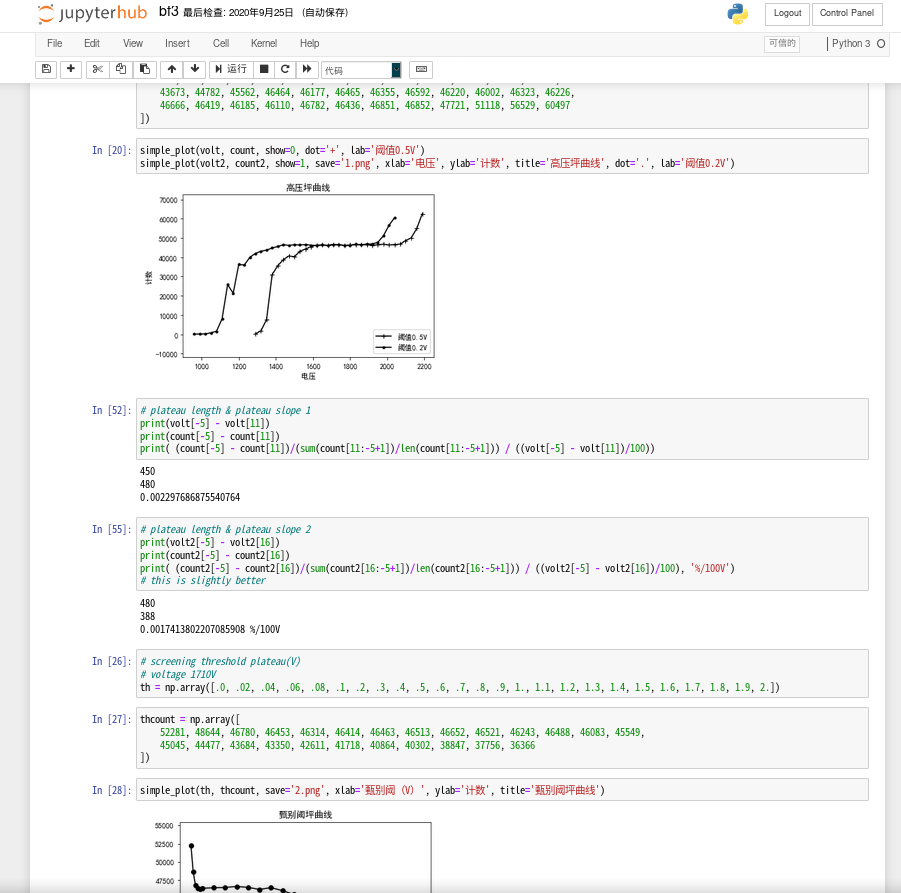 jupyterhub bf3 最后检查: 2020年9月25日 (自动保存) Logout Control Panel
File Edit View Insert Cell Kernel Help 可信的 Python 3
运行 代码
43673, 44782, 45562, 46464, 46177, 46465, 46355, 46592, 46220, 46002, 46323, 46226,
46666, 46419, 46185, 46110, 46782, 46436, 46851, 46852, 47721, 51118, 56529, 60497
])
In [20]: simple_plot(volt, count, show=0, dot='+', lab='阈值0.5V')
simple_plot(volt2, count2, show=1, save='1.png', xlab='电压', ylab='计数', title='高压坪曲线', dot='.', lab='阈值0.2V')
高压坪曲线
70000
60000
50000
40000
30000
20000
10000
0
-10000
计数
阈值0.5V
阈值0.2V
1000 1200 1400 1600 1800 2000 2200
电压
In [52]: # plateau length & plateau slope 1
print(volt[-5] - volt[11])
print(count[-5] - count[11])
print( (count[-5] - count[11])/(sum(count[11:-5+1])/len(count[11:-5+1])) / ((volt[-5] - volt[11])/100))
450
480
0.002297686875540764
In [55]: # plateau length & plateau slope 2
print(volt2[-5] - volt2[16])
print(count2[-5] - count2[16])
print( (count2[-5] - count2[16])/(sum(count2[16:-5+1])/len(count2[16:-5+1])) / ((volt2[-5] - volt2[16])/100), '%/100V')
# this is slightly better
480
388
0.0017413802207085908 %/100V
In [26]: # screening threshold plateau(V)
# voltage 1710V
th = np.array([.0, .02, .04, .06, .08, .1, .2, .3, .4, .5, .6, .7, .8, .9, 1., 1.1, 1.2, 1.3, 1.4, 1.5, 1.6, 1.7, 1.8, 1.9, 2.])
In [27]: thcount = np.array([
52281, 48644, 46780, 46453, 46314, 46414, 46463, 46513, 46652, 46521, 46243, 46488, 46083, 45549,
45045, 44477, 43684, 43350, 42611, 41718, 40864, 40302, 38847, 37756, 36366
])
In [28]: simple_plot(th, thcount, save='2.png', xlab='甄别阈（V）', ylab='计数', title='甄别阈坪曲线')
甄别阈坪曲线
55000
52500
50000
47500